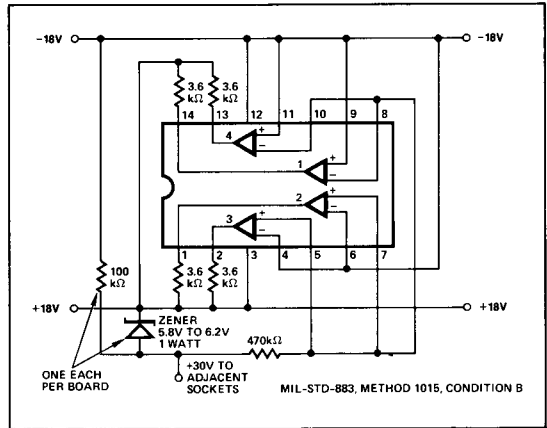 -18V
-18V
3.6
kΩ
3.6
kΩ
14 13 12 11 10 9 8
4
+
-
1
+
-
2
+
-
3
+
-
1 2 3 4 5 6 7
100
kΩ
3.6
kΩ
3.6
kΩ
+18V
+18V
ZENER
5.8V TO 6.2V
1 WATT
470kΩ
ONE EACH
PER BOARD
+30V TO
ADJACENT
SOCKETS
MIL-STD-883, METHOD 1015, CONDITION B